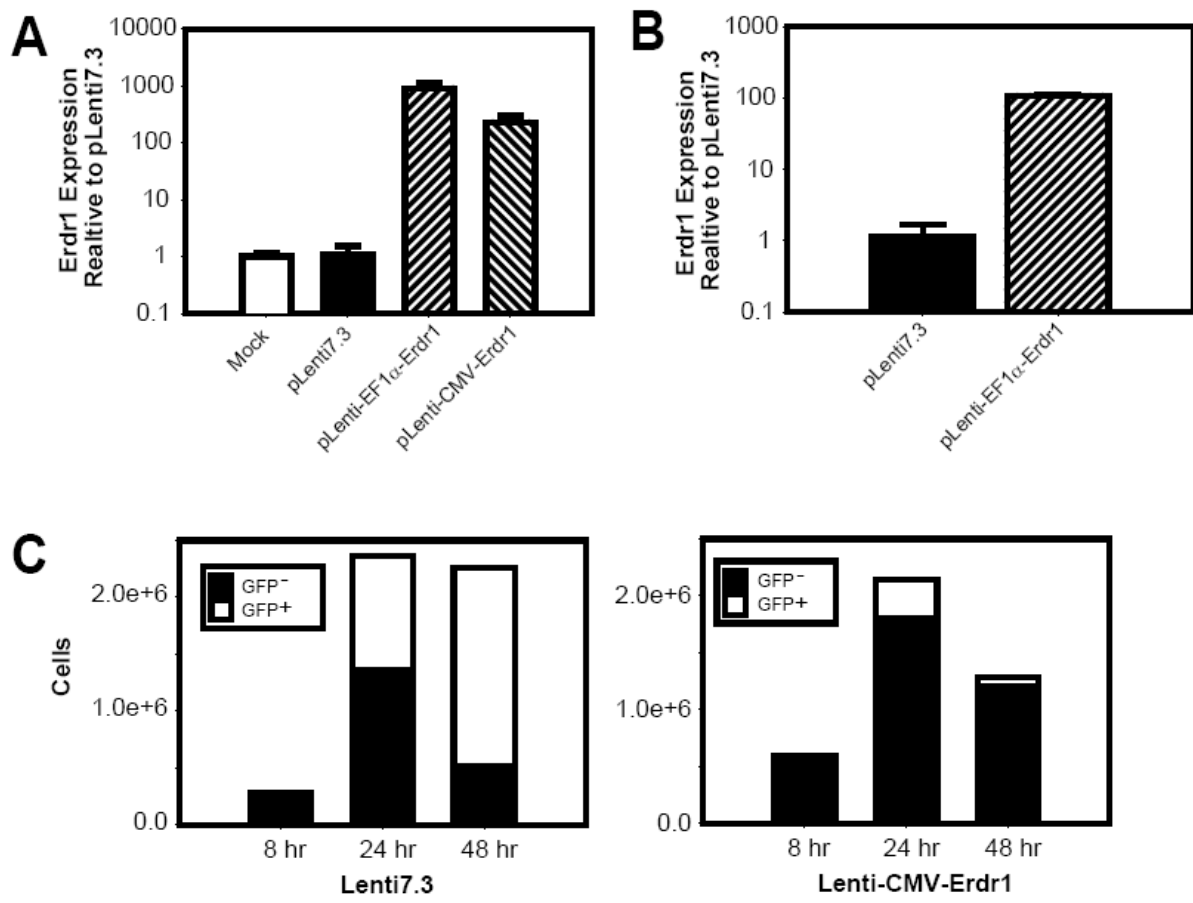 A
Erdr1 Expression
Realtive to pLenti7.3
10000
1000
100
10
1
0.1
Mock
pLenti7.3
pLenti-EF1α-Erdr1
pLenti-CMV-Erdr1
B
Erdr1 Expression
Realtive to pLenti7.3
1000
100
10
1
0.1
pLenti7.3
pLenti-EF1α-Erdr1
C
Cells
2.0e+6
1.0e+6
0.0
GFP⁻
GFP+
8 hr 24 hr 48 hr
Lenti7.3
2.0e+6
1.0e+6
0.0
GFP⁻
GFP+
8 hr 24 hr 48 hr
Lenti-CMV-Erdr1